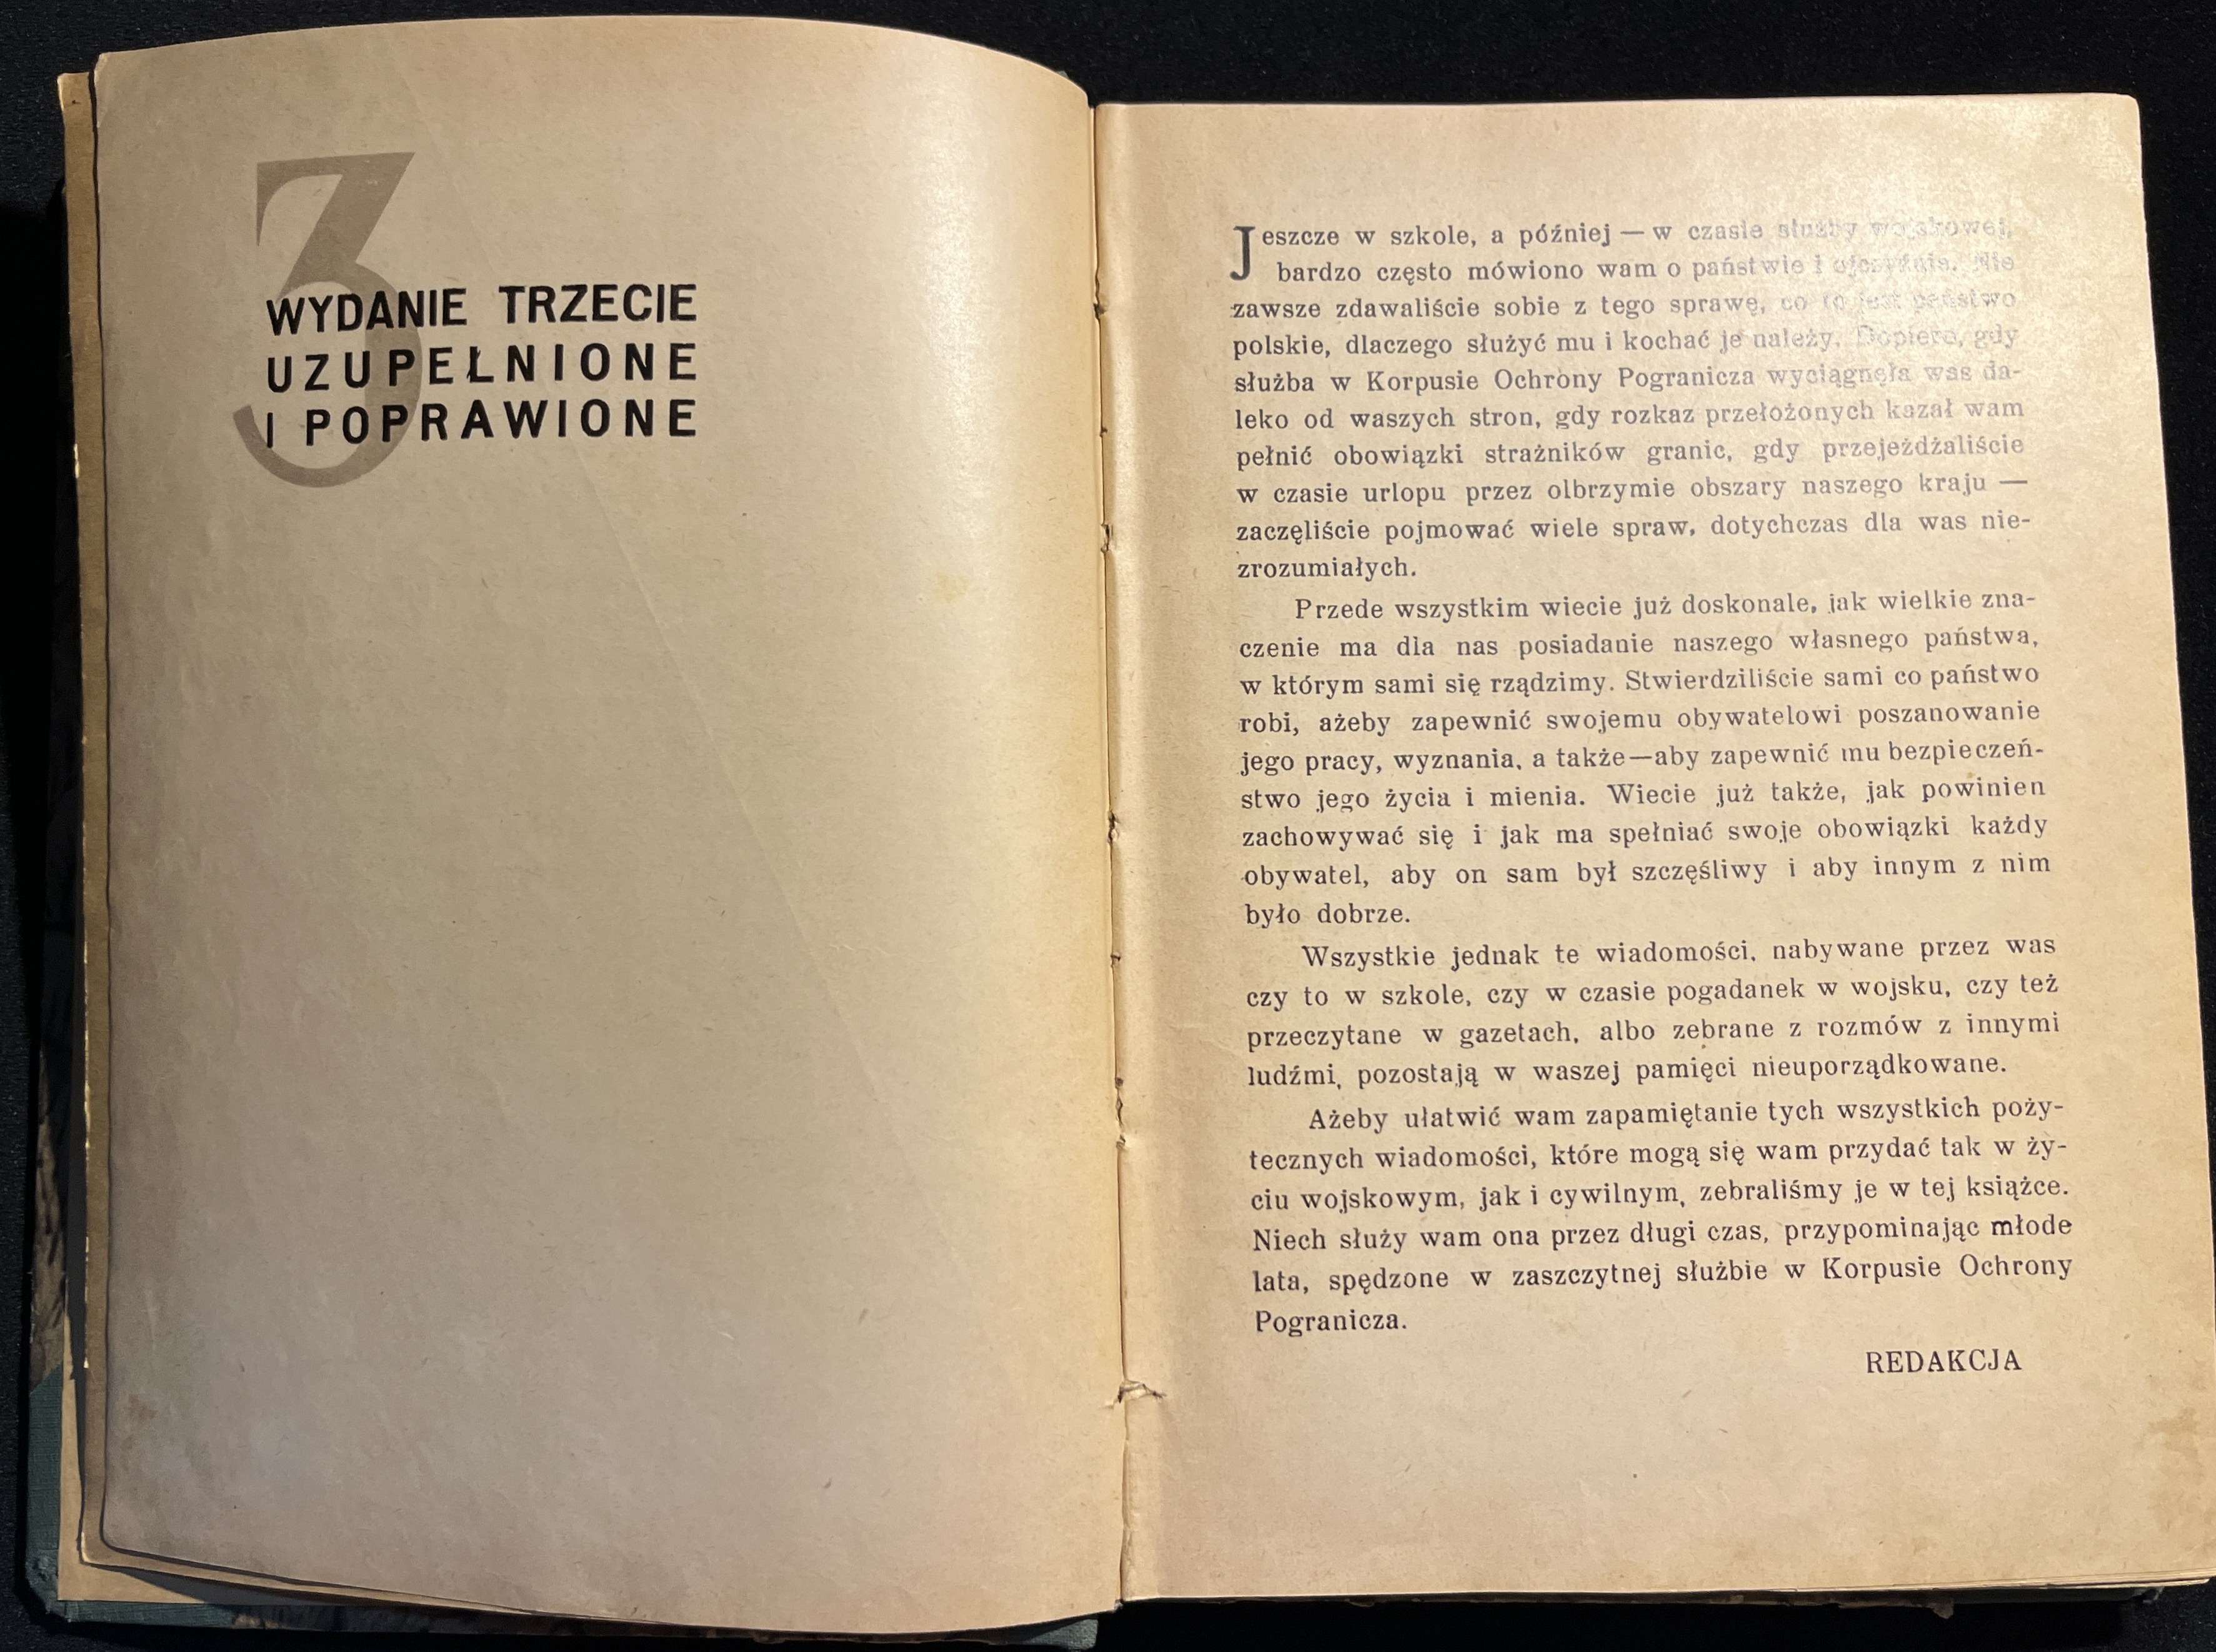 3
WYDANIE TRZECIE
UZUPEŁNIONE
I POPRAWIONE
Jeszcze w szkole, a później — w czasie służby wojskowej,
bardzo często mówiono wam o państwie i ojczyźnie. Nie
zawsze zdawaliście sobie z tego sprawę, co to jest państwo
polskie, dlaczego służyć mu i kochać je należy. Dopiero, gdy
służba w Korpusie Ochrony Pogranicza wyciągnęła was da-
leko od waszych stron, gdy rozkaz przełożonych kazał wam
pełnić obowiązki strażników granic, gdy przejeżdżaliście
w czasie urlopu przez olbrzymie obszary naszego kraju —
zaczęliście pojmować wiele spraw, dotychczas dla was nie-
zrozumiałych.
Przede wszystkim wiecie już doskonale, jak wielkie zna-
czenie ma dla nas posiadanie naszego własnego państwa,
w którym sami się rządzimy. Stwierdziliście sami co państwo
robi, ażeby zapewnić swojemu obywatelowi poszanowanie
jego pracy, wyznania, a także—aby zapewnić mu bezpieczeń-
stwo jego życia i mienia. Wiecie już także, jak powinien
zachowywać się i jak ma spełniać swoje obowiązki każdy
obywatel, aby on sam był szczęśliwy i aby innym z nim
było dobrze.
Wszystkie jednak te wiadomości, nabywane przez was
czy to w szkole, czy w czasie pogadanek w wojsku, czy też
przeczytane w gazetach, albo zebrane z rozmów z innymi
ludźmi, pozostają w waszej pamięci nieuporządkowane.
Ażeby ułatwić wam zapamiętanie tych wszystkich poży-
tecznych wiadomości, które mogą się wam przydać tak w ży-
ciu wojskowym, jak i cywilnym, zebraliśmy je w tej książce.
Niech służy wam ona przez długi czas, przypominając młode
lata, spędzone w zaszczytnej służbie w Korpusie Ochrony
Pogranicza.
REDAKCJA